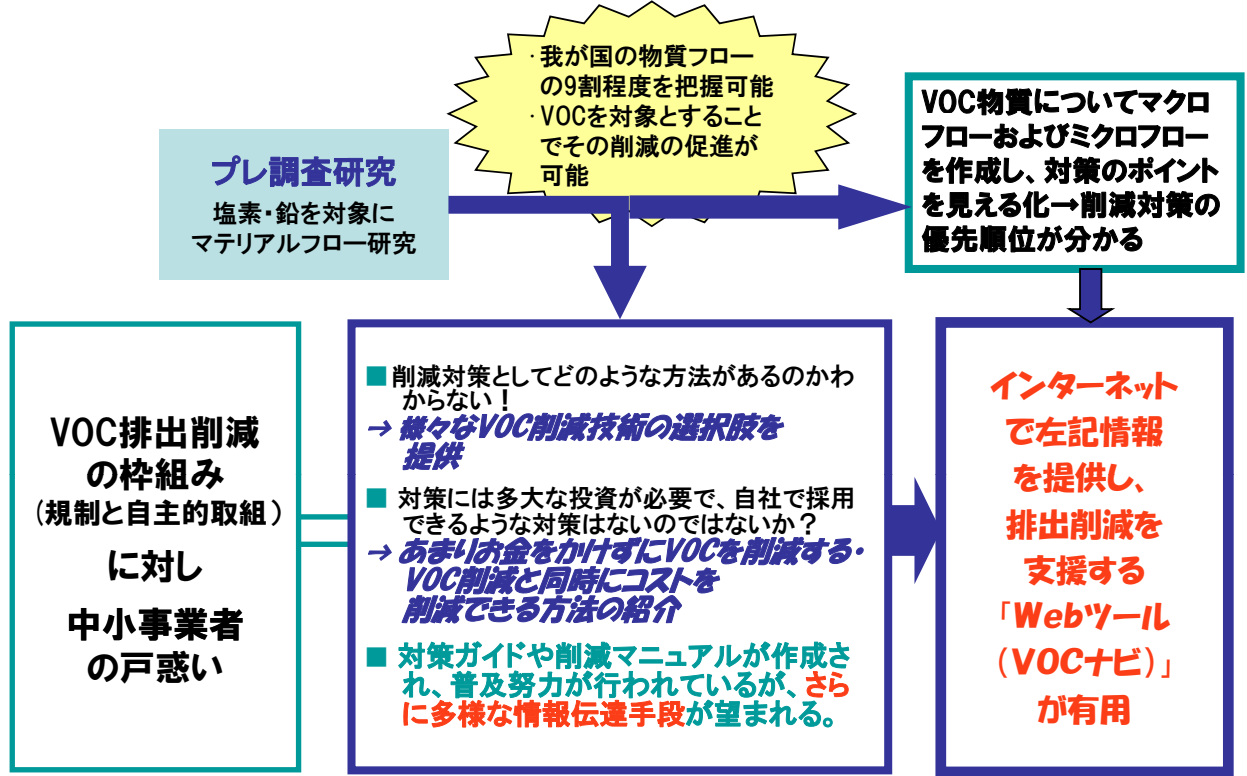 ・我が国の物質フロー
の9割程度を把握可能
・VOCを対象とすること
でその削減の促進が
可能
プレ調査研究
塩素・鉛を対象に
マテリアルフロー研究
VOC物質についてマクロ
フローおよびミクロフロー
を作成し、対策のポイント
を見える化→削減対策の
優先順位が分かる
VOC排出削減
の枠組み
(規制と自主的取組)
に対し
中小事業者
の戸惑い
■削減対策としてどのような方法があるのかわ
からない！
→ 様々なVOC削減技術の選択肢を
提供
■ 対策には多大な投資が必要で、自社で採用
できるような対策はないのではないか？
→ あまりお金をかけずにVOCを削減する・
VOC削減と同時にコストを
削減できる方法の紹介
■ 対策ガイドや削減マニュアルが作成さ
れ、普及努力が行われているが、さら
に多様な情報伝達手段が望まれる。
インターネット
で左記情報
を提供し、
排出削減を
支援する
「Webツール
(VOCナビ)」
が有用